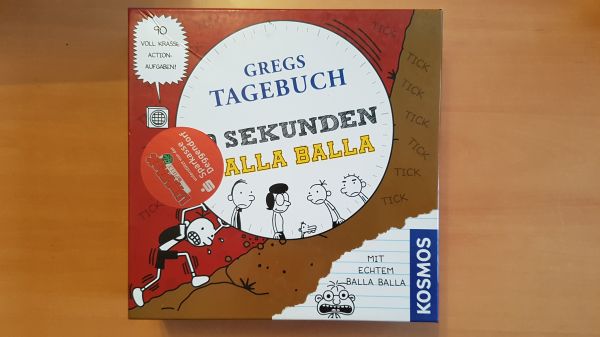 90
VOLL KRASSE
ACTION-
AUFGABEN!
GREGS
TAGEBUCH
SEKUNDEN
ALLA BALLA
Sparkasse
Deggendorf
TICK
TICK
TICK
TICK
TICK
TICK
TICK
TICK
MIT
ECHTEM
BALLA BALLA
KOSMOS